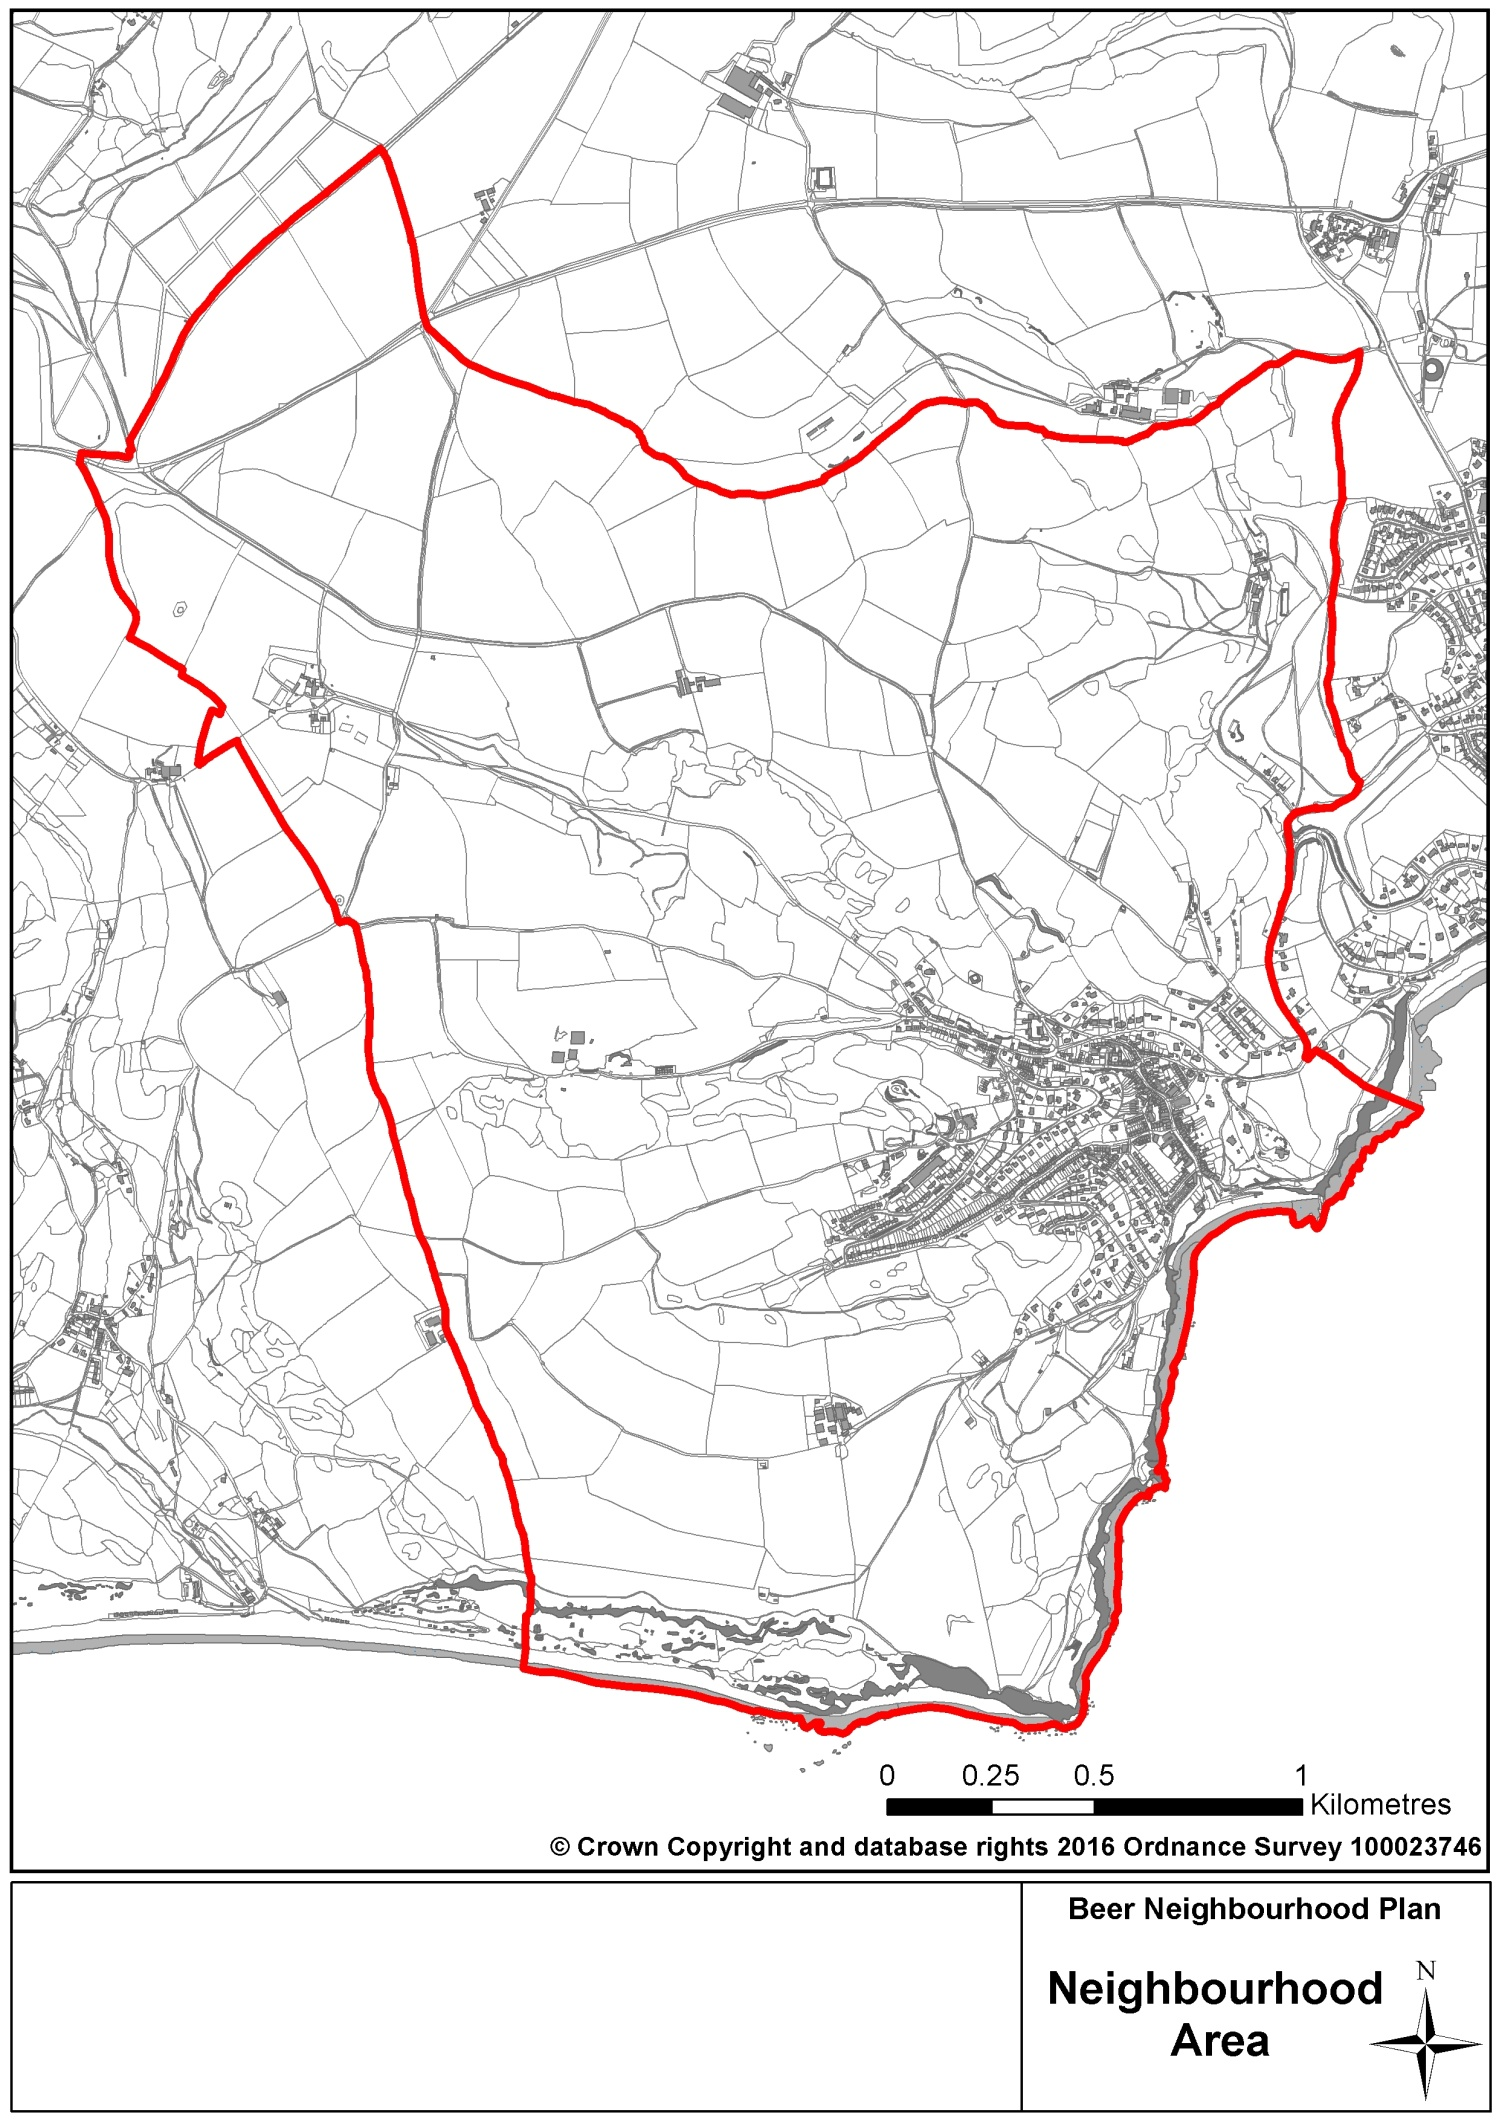 0 0.25 0.5 1
Kilometres
© Crown Copyright and database rights 2016 Ordnance Survey 100023746
Beer Neighbourhood Plan
Neighbourhood
Area
N